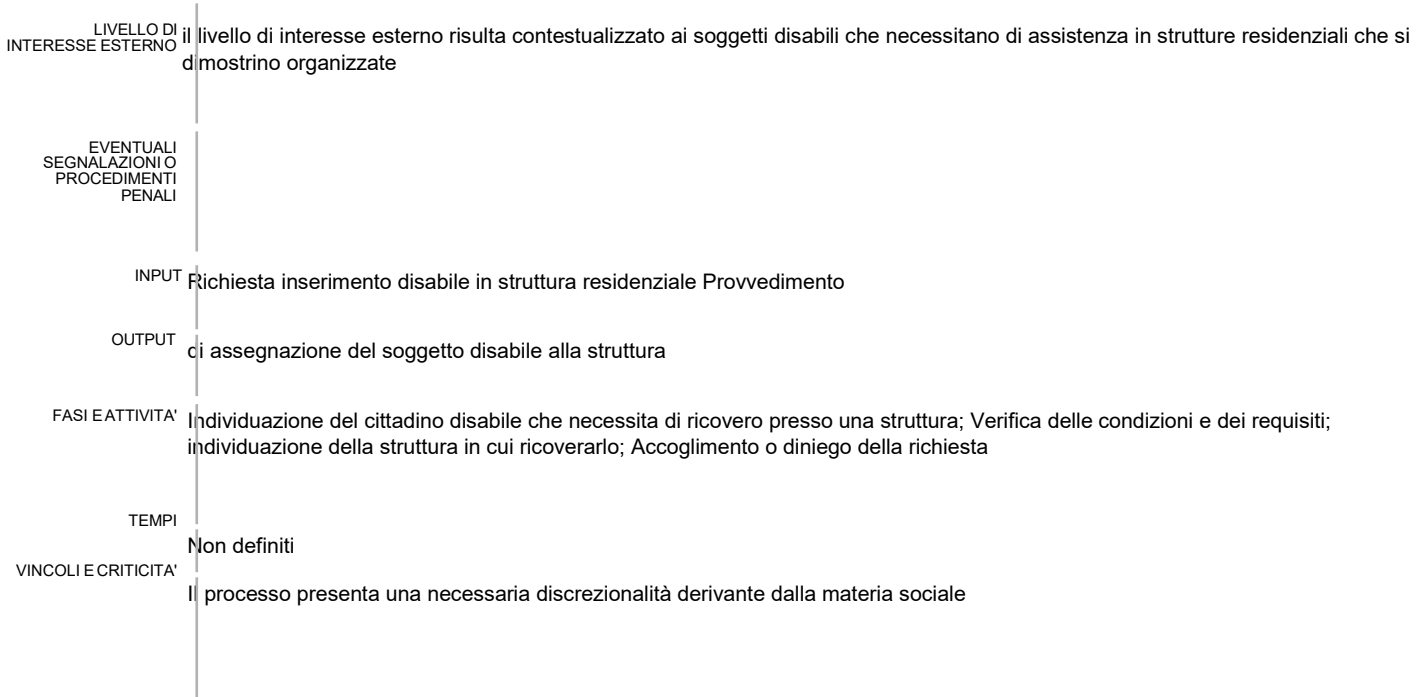 LIVELLO DI
INTERESSE ESTERNO
il livello di interesse esterno risulta contestualizzato ai soggetti disabili che necessitano di assistenza in strutture residenziali che si
dimostrino organizzate
EVENTUALI
SEGNALAZIONI O
PROCEDIMENTI
PENALI
INPUT
Richiesta inserimento disabile in struttura residenziale Provvedimento
OUTPUT
di assegnazione del soggetto disabile alla struttura
FASI E ATTIVITA'
Individuazione del cittadino disabile che necessita di ricovero presso una struttura; Verifica delle condizioni e dei requisiti;
individuazione della struttura in cui ricoverarlo; Accoglimento o diniego della richiesta
TEMPI
Non definiti
VINCOLI E CRITICITA'
Il processo presenta una necessaria discrezionalità derivante dalla materia sociale